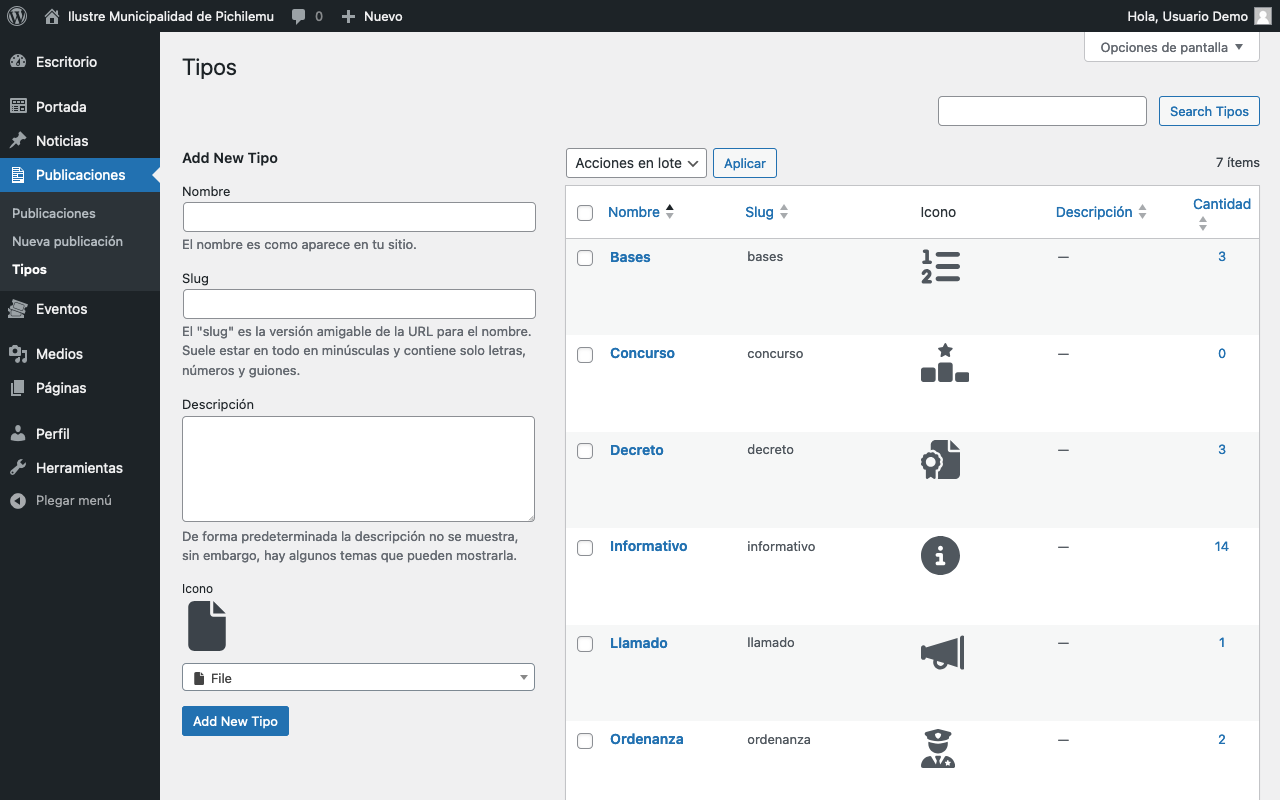 Ilustre Municipalidad de Pichilemu 0 Nuevo Hola, Usuario Demo
Escritorio
Portada
Noticias
Publicaciones
Publicaciones
Nueva publicación
Tipos
Eventos
Medios
Páginas
Perfil
Herramientas
Plegar menú
Opciones de pantalla
Tipos
Search Tipos
Add New Tipo
Nombre
El nombre es como aparece en tu sitio.
Slug
El "slug" es la versión amigable de la URL para el nombre.
Suele estar en todo en minúsculas y contiene solo letras,
números y guiones.
Descripción
De forma predeterminada la descripción no se muestra,
sin embargo, hay algunos temas que pueden mostrarla.
Icono
File
Add New Tipo
Acciones en lote Aplicar 7 ítems
Nombre Slug Icono Descripción Cantidad
Bases bases — 3
Concurso concurso — 0
Decreto decreto — 3
Informativo informativo — 14
Llamado llamado — 1
Ordenanza ordenanza — 2